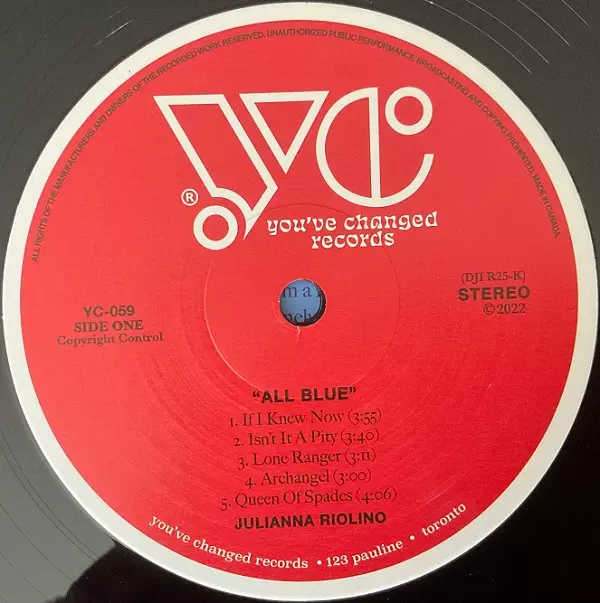 ALL RIGHTS OF THE MANUFACTURERS AND OWNERS OF THE RECORDED WORK RESERVED. UNAUTHORIZED PUBLIC PERFORMANCE, BROADCASTING AND COPYING PROHIBITED, MADE IN CANADA.
yc
®
you've changed
records
(DJI R25-K)
STEREO
©2022
YC-059
SIDE ONE
Copyright Control
"ALL BLUE"
1. If I Knew Now (3:55)
2. Isn't It A Pity (3:40)
3. Lone Ranger (3:11)
4. Archangel (3:00)
5. Queen Of Spades (4:06)
JULIANNA RIOLINO
you've changed records • 123 pauline • toronto